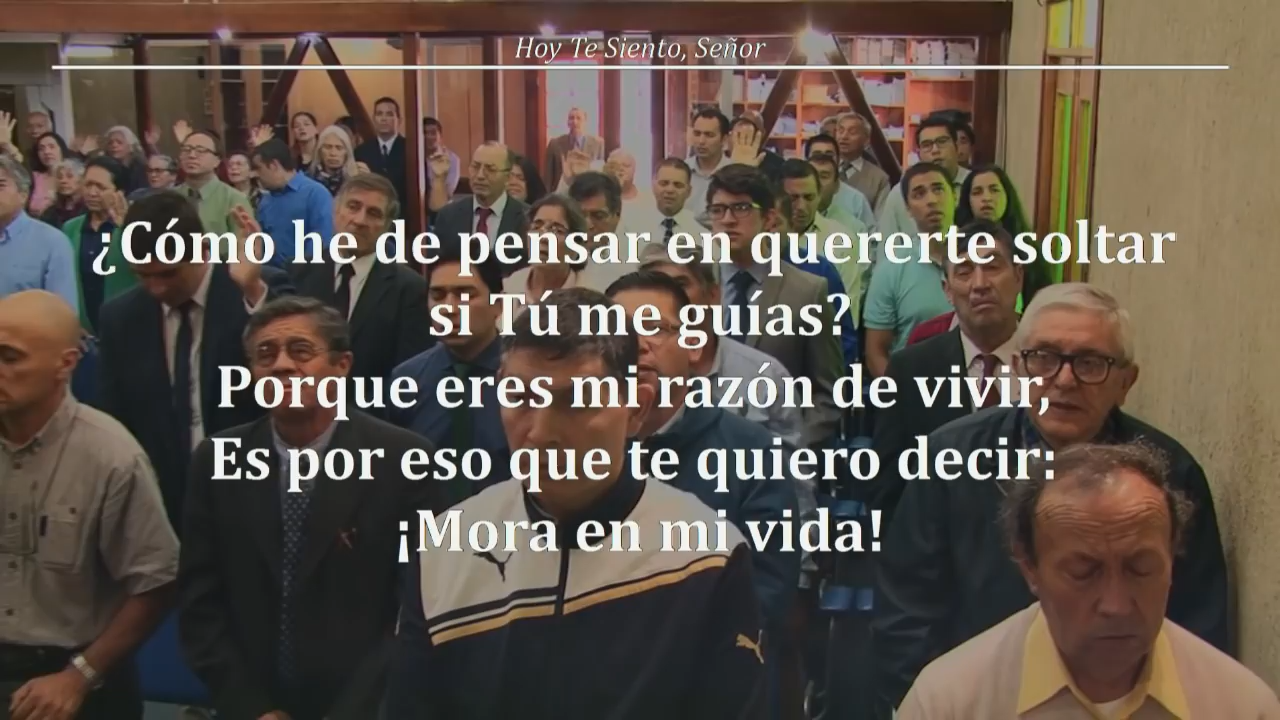 Hoy Te Siento, Señor
¿Cómo he de pensar en quererte soltar
si Tú me guías?
Porque eres mi razón de vivir,
Es por eso que te quiero decir:
¡Mora en mi vida!